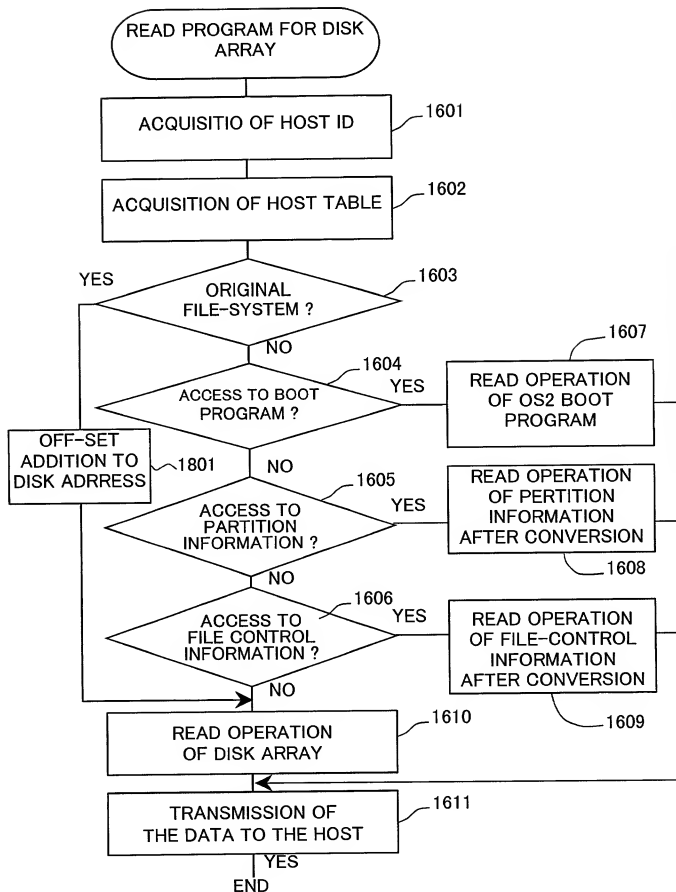 READ PROGRAM FOR DISK
ARRAY
ACQUISITIO OF HOST ID
1601
ACQUISITION OF HOST TABLE
1602
YES
ORIGINAL
FILE-SYSTEM ?
1603
NO
1604
ACCESS TO BOOT
PROGRAM ?
YES
1607
READ OPERATION
OF OS2 BOOT
PROGRAM
OFF-SET
ADDITION TO
DISK ADRRESS
1801
NO
1605
ACCESS TO
PARTITION
INFORMATION ?
YES
READ OPERATION
OF PERTITION
INFORMATION
AFTER CONVERSION
1608
NO
1606
ACCESS TO
FILE CONTROL
INFORMATION ?
YES
READ OPERATION
OF FILE-CONTROL
INFORMATION
AFTER CONVERSION
1609
NO
READ OPERATION
OF DISK ARRAY
1610
TRANSMISSION OF
THE DATA TO THE HOST
1611
YES
END